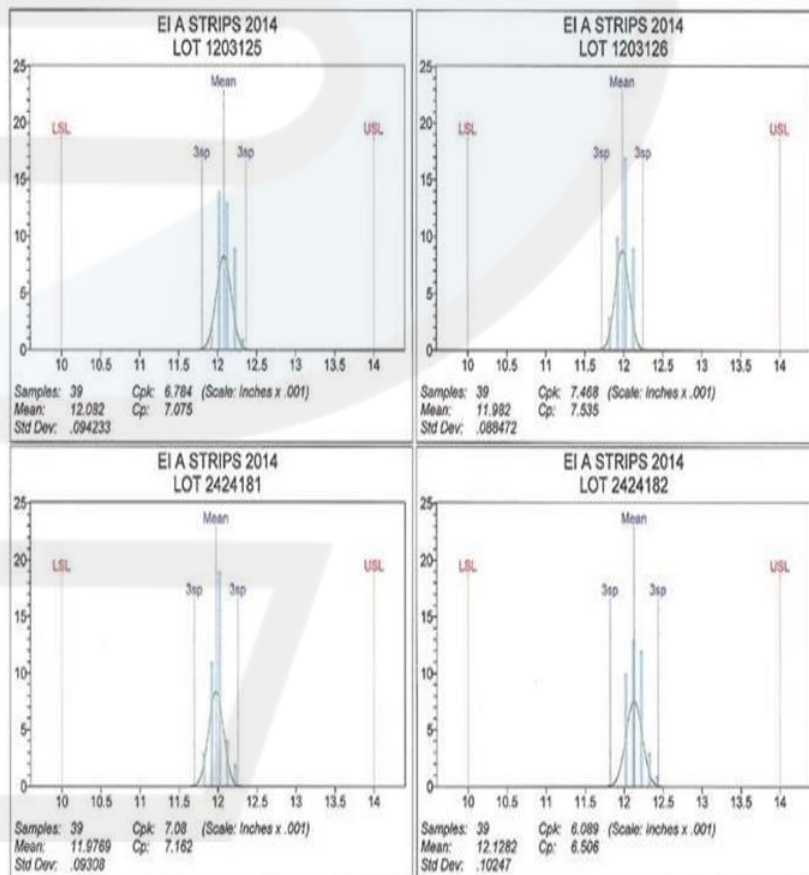 EI A STRIPS 2014
LOT 1203125
25
20
15
10
5
0
Mean
LSL
USL
3sp
3sp
10 10.5 11 11.5 12 12.5 13 13.5 14
Samples: 39 Cpk: 6.784 (Scale: Inches x .001)
Mean: 12.082 Cp: 7.075
Std Dev: .094233
EI A STRIPS 2014
LOT 1203126
25
20
15
10
5
0
Mean
LSL
USL
3sp
3sp
10 10.5 11 11.5 12 12.5 13 13.5 14
Samples: 39 Cpk: 7.468 (Scale: Inches x .001)
Mean: 11.982 Cp: 7.535
Std Dev: .088472
EI A STRIPS 2014
LOT 2424181
25
20
15
10
5
0
Mean
LSL
USL
3sp
3sp
10 10.5 11 11.5 12 12.5 13 13.5 14
Samples: 39 Cpk: 7.08 (Scale: Inches x .001)
Mean: 11.9769 Cp: 7.162
Std Dev: .09308
EI A STRIPS 2014
LOT 2424182
25
20
15
10
5
0
Mean
LSL
USL
3sp
3sp
10 10.5 11 11.5 12 12.5 13 13.5 14
Samples: 39 Cpk: 6.089 (Scale: Inches x .001)
Mean: 12.1282 Cp: 6.506
Std Dev: .10247